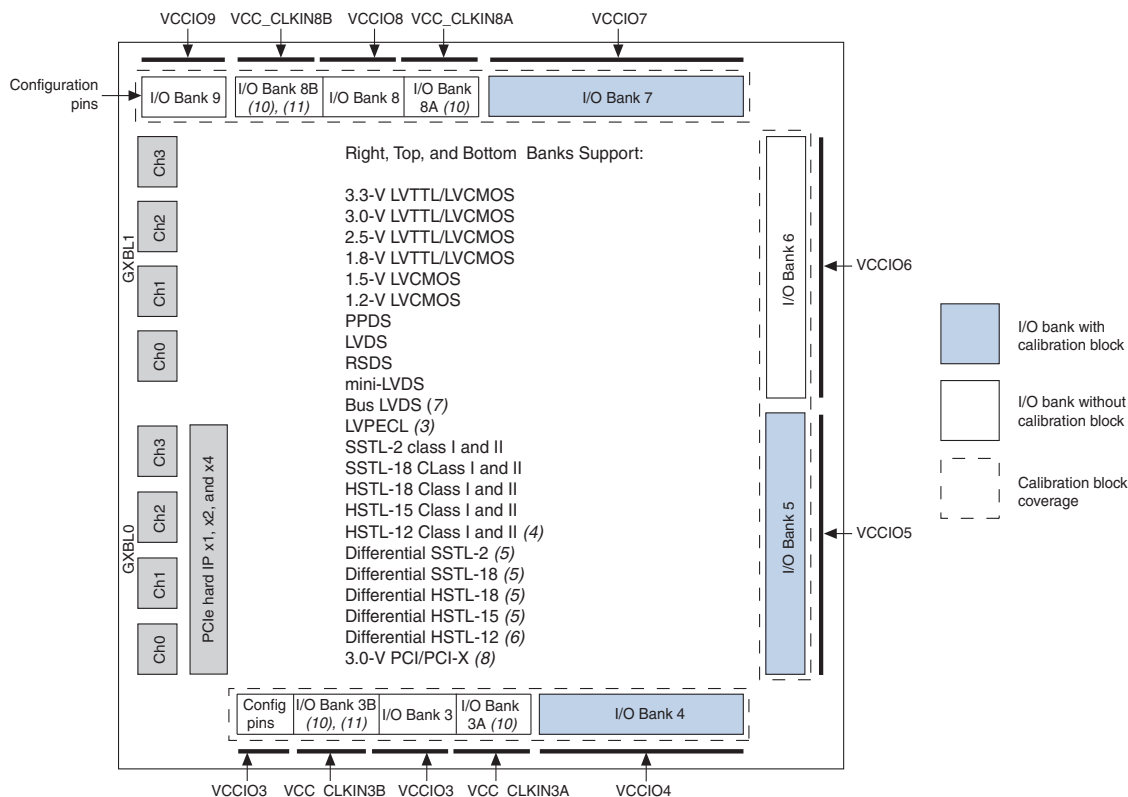 VCCIO9 VCC_CLKIN8B VCCIO8 VCC_CLKIN8A VCCIO7
Configuration
pins
I/O Bank 9
I/O Bank 8B
(10), (11)
I/O Bank 8
I/O Bank
8A (10)
I/O Bank 7
Ch3
Ch2
Ch1
Ch0
GXBL1
Ch3
Ch2
Ch1
Ch0
GXBL0
PCIe hard IP x1, x2, and x4
Right, Top, and Bottom Banks Support:
3.3-V LVTTL/LVCMOS
3.0-V LVTTL/LVCMOS
2.5-V LVTTL/LVCMOS
1.8-V LVTTL/LVCMOS
1.5-V LVCMOS
1.2-V LVCMOS
PPDS
LVDS
RSDS
mini-LVDS
Bus LVDS (7)
LVPECL (3)
SSTL-2 class I and II
SSTL-18 CLass I and II
HSTL-18 Class I and II
HSTL-15 Class I and II
HSTL-12 Class I and II (4)
Differential SSTL-2 (5)
Differential SSTL-18 (5)
Differential HSTL-18 (5)
Differential HSTL-15 (5)
Differential HSTL-12 (6)
3.0-V PCI/PCI-X (8)
I/O Bank 6
VCCIO6
I/O Bank 5
VCCIO5
I/O bank with
calibration block
I/O bank without
calibration block
Calibration block
coverage
Config
pins
I/O Bank 3B
(10), (11)
I/O Bank 3
I/O Bank
3A (10)
I/O Bank 4
VCCIO3 VCC_CLKIN3B VCCIO3 VCC_CLKIN3A VCCIO4